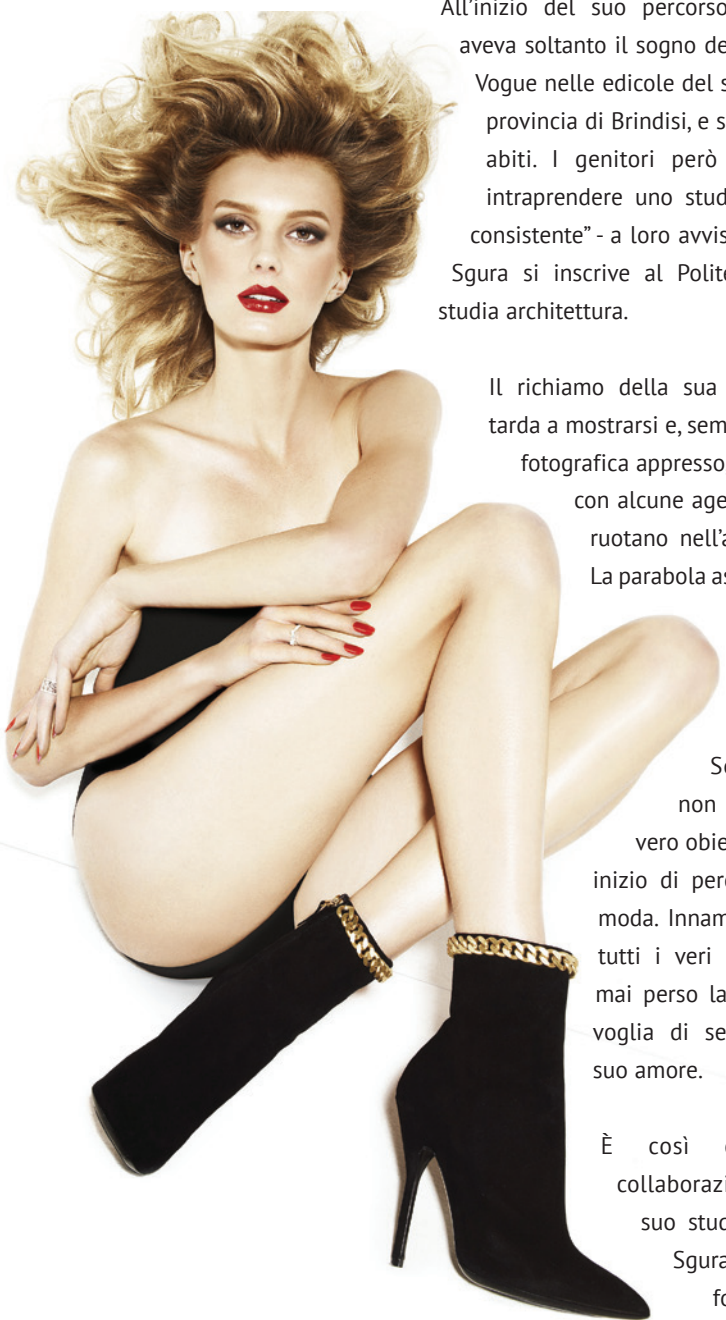 All’inizio del suo percorso
aveva soltanto il sogno de
Vogue nelle edicole del s
provincia di Brindisi, e s
abiti. I genitori però
intraprendere uno stud
consistente” - a loro avvis
Sgura si inscrive al Polite
studia architettura.
Il richiamo della sua
tarda a mostrarsi e, sem
fotografica appresso
con alcune age
ruotano nell’a
La parabola as
Se
non
vero obie
inizio di perc
moda. Innam
tutti i veri
mai perso la
voglia di se
suo amore.
È così
collaborazi
suo stud
Sgura
fo